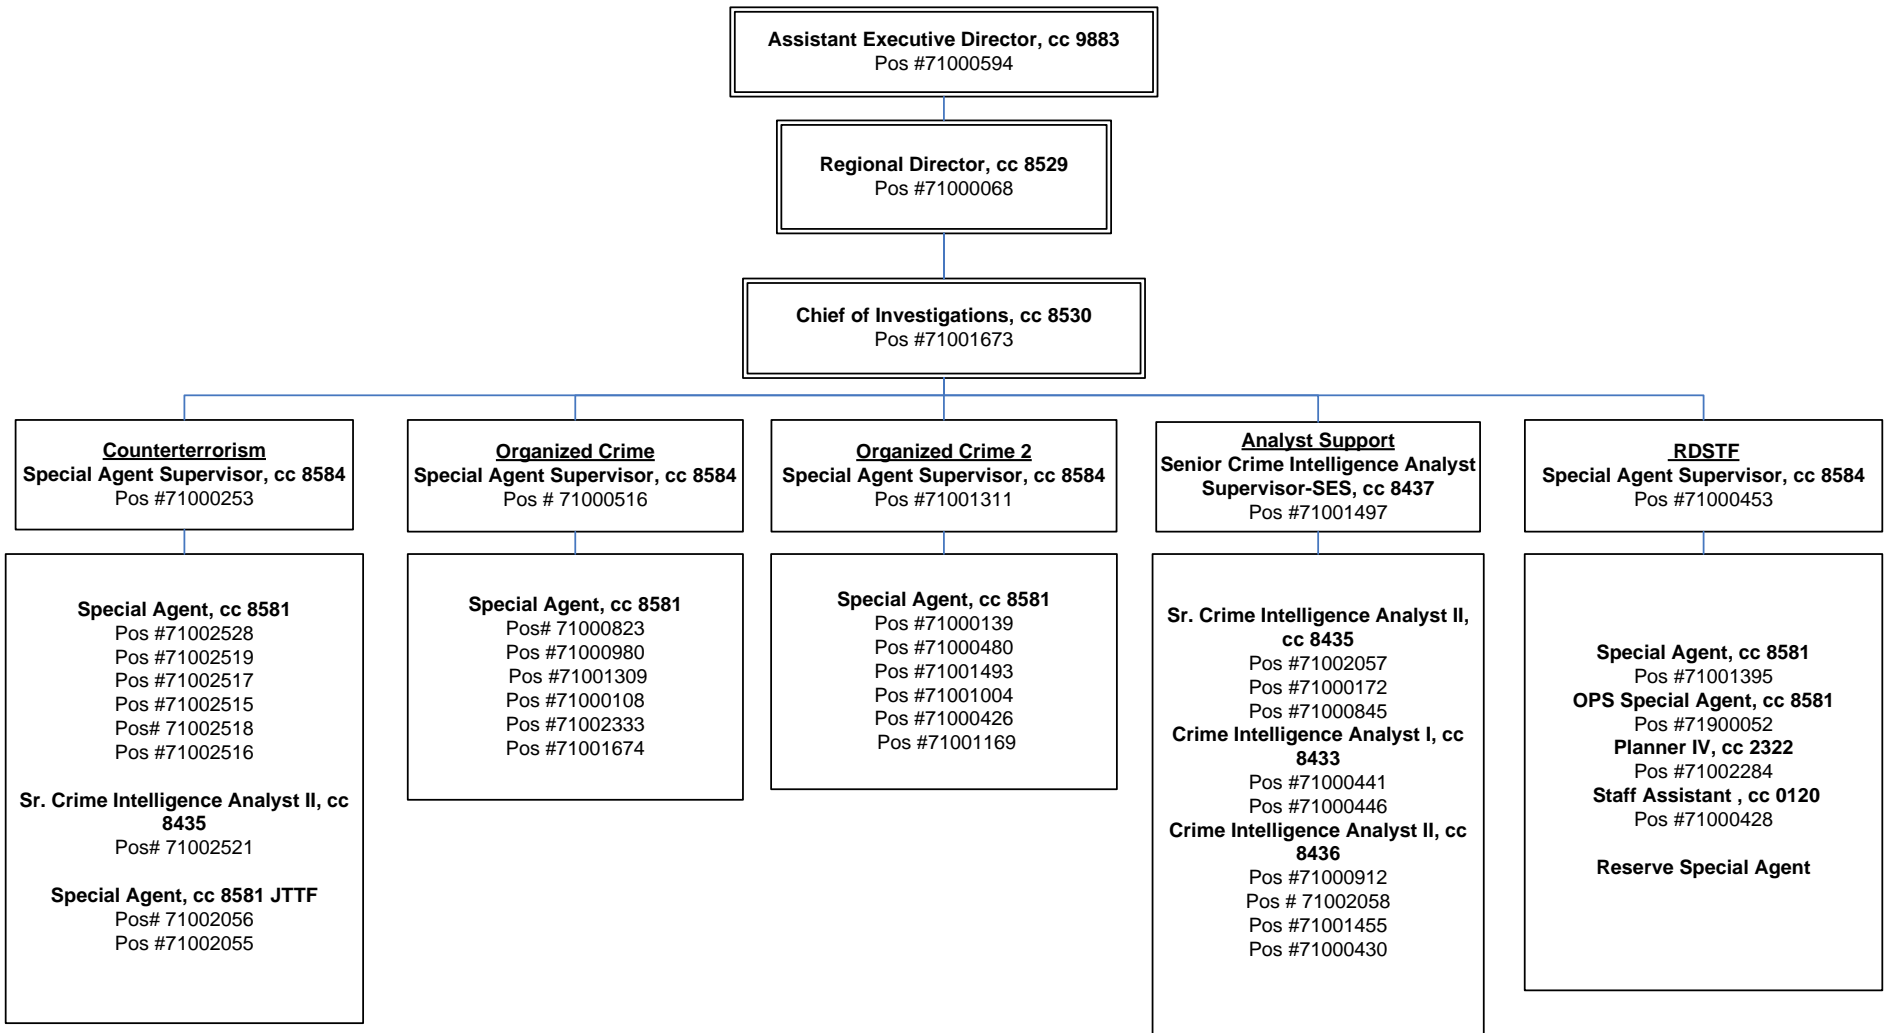 Assistant Executive Director, cc 9883
Pos #71000594
Regional Director, cc 8529
Pos #71000068
Chief of Investigations, cc 8530
Pos #71001673
Counterterrorism
Special Agent Supervisor, cc 8584
Pos #71000253
Organized Crime
Special Agent Supervisor, cc 8584
Pos # 71000516
Organized Crime 2
Special Agent Supervisor, cc 8584
Pos #71001311
Analyst Support
Senior Crime Intelligence Analyst
Supervisor-SES, cc 8437
Pos #71001497
RDSTF
Special Agent Supervisor, cc 8584
Pos #71000453
Special Agent, cc 8581
Pos #71002528
Pos #71002519
Pos #71002517
Pos #71002515
Pos# 71002518
Pos #71002516
Sr. Crime Intelligence Analyst II, cc
8435
Pos# 71002521
Special Agent, cc 8581 JTTF
Pos# 71002056
Pos #71002055
Special Agent, cc 8581
Pos# 71000823
Pos #71000980
Pos #71001309
Pos #71000108
Pos #71002333
Pos #71001674
Special Agent, cc 8581
Pos #71000139
Pos #71000480
Pos #71001493
Pos #71001004
Pos #71000426
Pos #71001169
Sr. Crime Intelligence Analyst II,
cc 8435
Pos #71002057
Pos #71000172
Pos #71000845
Crime Intelligence Analyst I, cc
8433
Pos #71000441
Pos #71000446
Crime Intelligence Analyst II, cc
8436
Pos #71000912
Pos # 71002058
Pos #71001455
Pos #71000430
Special Agent, cc 8581
Pos #71001395
OPS Special Agent, cc 8581
Pos #71900052
Planner IV, cc 2322
Pos #71002284
Staff Assistant , cc 0120
Pos #71000428
Reserve Special Agent